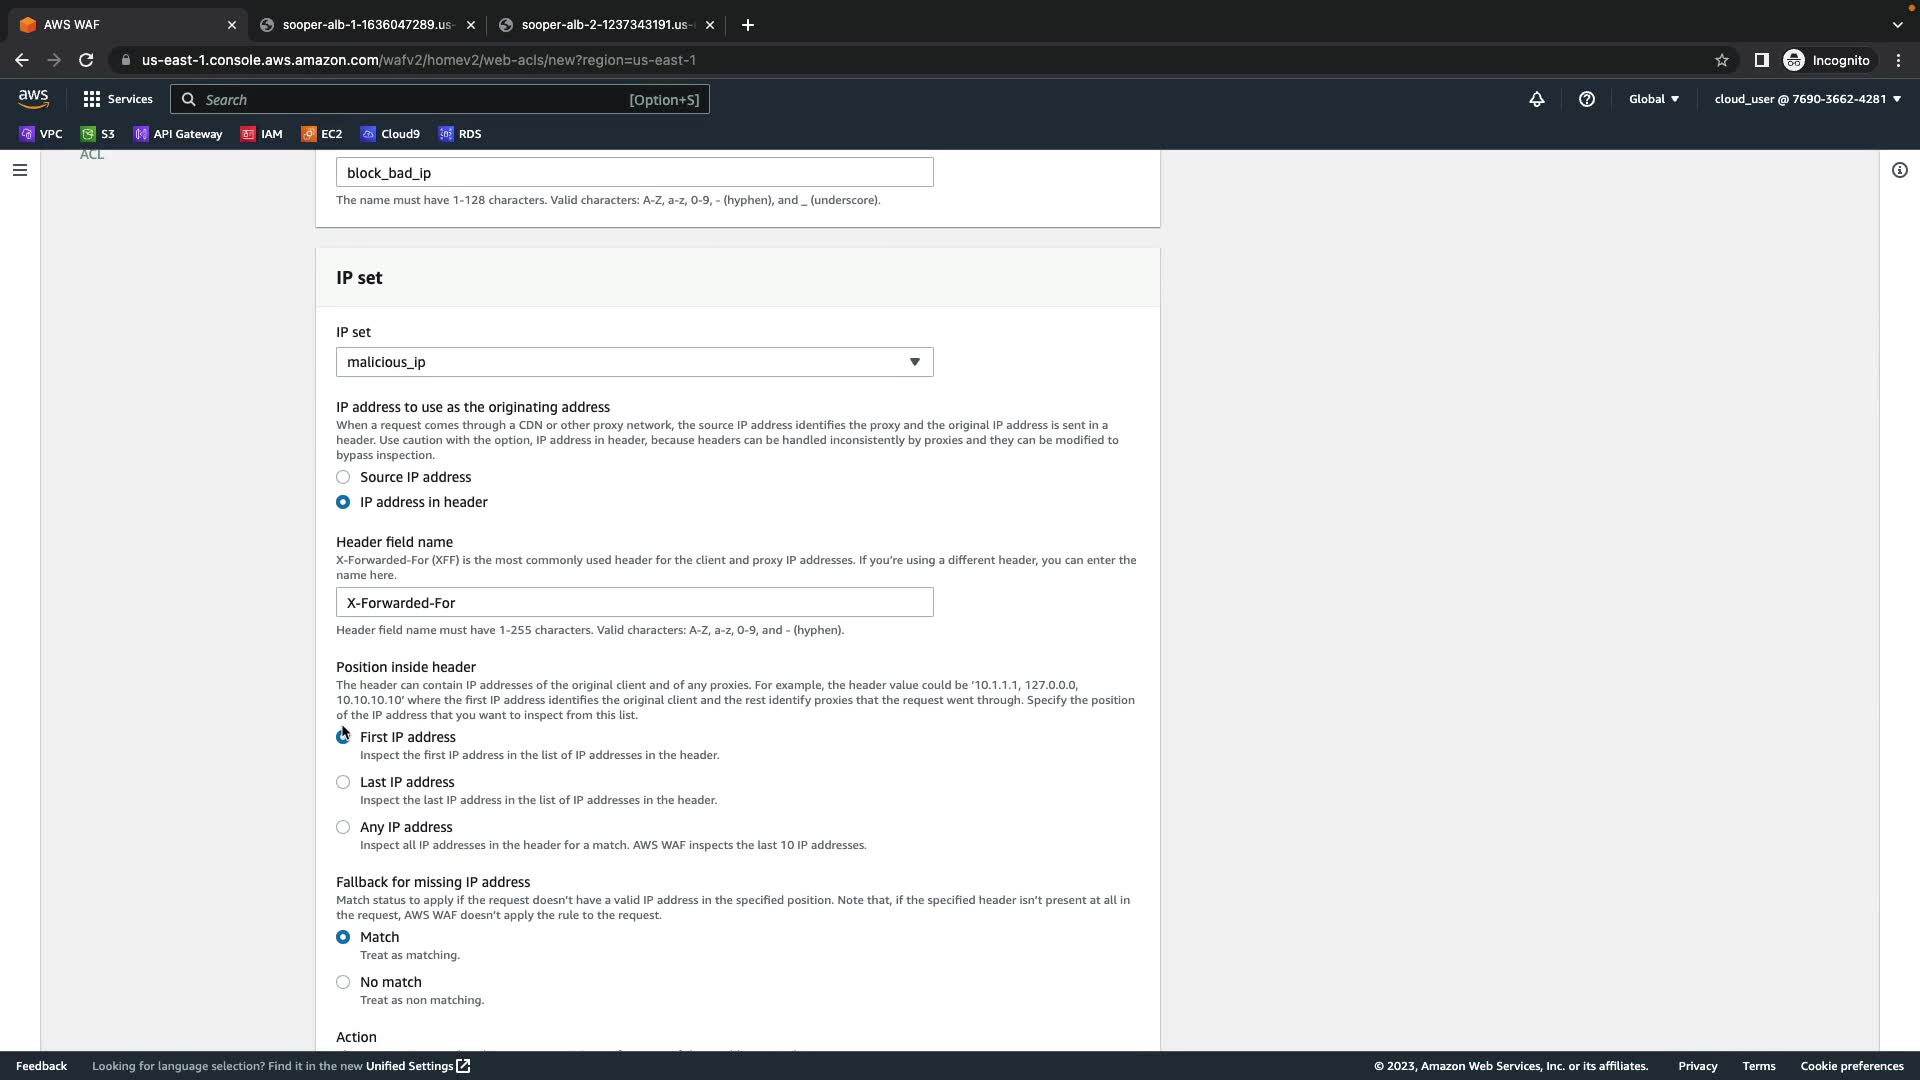 AWS WAF
sooper-alb-1-1636047289.us-
sooper-alb-2-1237343191.us-
us-east-1.console.aws.amazon.com/wafv2/homev2/web-acls/new?region=us-east-1
Incognito
aws
Services
Search
[Option+S]
Global
cloud_user @ 7690-3662-4281
VPC
S3
API Gateway
IAM
EC2
Cloud9
RDS
ACL
block_bad_ip
The name must have 1-128 characters. Valid characters: A-Z, a-z, 0-9, - (hyphen), and _ (underscore).
IP set
IP set
malicious_ip
IP address to use as the originating address
When a request comes through a CDN or other proxy network, the source IP address identifies the proxy and the original IP address is sent in a
header. Use caution with the option, IP address in header, because headers can be handled inconsistently by proxies and they can be modified to
bypass inspection.
Source IP address
IP address in header
Header field name
X-Forwarded-For (XFF) is the most commonly used header for the client and proxy IP addresses. If you're using a different header, you can enter the
name here.
X-Forwarded-For
Header field name must have 1-255 characters. Valid characters: A-Z, a-z, 0-9, and - (hyphen).
Position inside header
The header can contain IP addresses of the original client and of any proxies. For example, the header value could be '10.1.1.1, 127.0.0.0,
10.10.10.10' where the first IP address identifies the original client and the rest identify proxies that the request went through. Specify the position
of the IP address that you want to inspect from this list.
First IP address
Inspect the first IP address in the list of IP addresses in the header.
Last IP address
Inspect the last IP address in the list of IP addresses in the header.
Any IP address
Inspect all IP addresses in the header for a match. AWS WAF inspects the last 10 IP addresses.
Fallback for missing IP address
Match status to apply if the request doesn't have a valid IP address in the specified position. Note that, if the specified header isn't present at all in
the request, AWS WAF doesn't apply the rule to the request.
Match
Treat as matching.
No match
Treat as non matching.
Action
Feedback
Looking for language selection? Find it in the new Unified Settings
© 2023, Amazon Web Services, Inc. or its affiliates.
Privacy
Terms
Cookie preferences